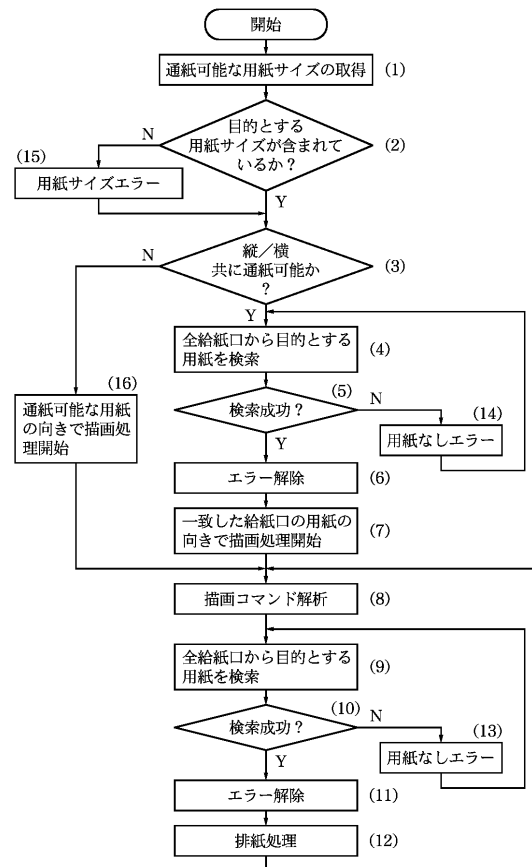 開始
通紙可能な用紙サイズの取得
(1)
目的とする
用紙サイズが含まれて
いるか？
(2)
N
(15)
用紙サイズエラー
Y
縦／横
共に通紙可能か
？
(3)
N
Y
全給紙口から目的とする
用紙を検索
(4)
(16)
通紙可能な用紙
の向きで描画処
理開始
検索成功？
(5)
N
(14)
用紙なしエラー
Y
エラー解除
(6)
一致した給紙口の用紙の
向きで描画処理開始
(7)
描画コマンド解析
(8)
全給紙口から目的とする
用紙を検索
(9)
検索成功？
(10)
N
(13)
用紙なしエラー
Y
エラー解除
(11)
排紙処理
(12)